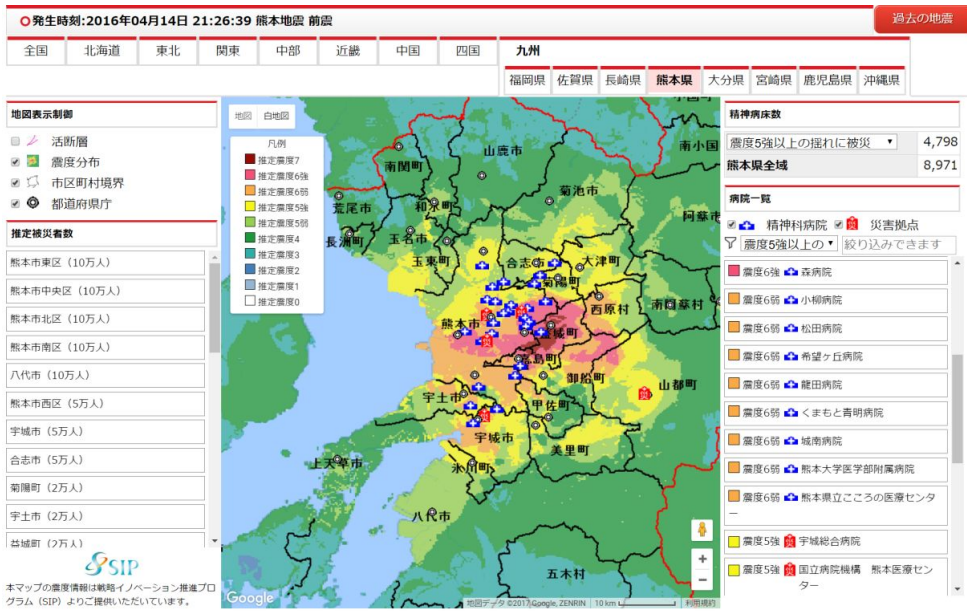 発生時刻:2016年04月14日 21:26:39 熊本地震 前震
過去の地震
全国 北海道 東北 関東 中部 近畿 中国 四国 九州
福岡県 佐賀県 長崎県 熊本県 大分県 宮崎県 鹿児島県 沖縄県
地図表示制御
活断層
震度分布
市区町村境界
都道府県庁
推定被災者数
熊本市東区（10万人）
熊本市中央区（10万人）
熊本市北区（10万人）
熊本市南区（10万人）
八代市（10万人）
熊本市西区（5万人）
宇城市（5万人）
合志市（5万人）
菊陽町（2万人）
宇土市（2万人）
益城町（2万人）
SIP
本マップの震度情報は戦略イノベーション推進プロ
グラム（SIP）よりご提供いただいています。
地図 白地図
凡例
推定震度7
推定震度6強
推定震度6弱
推定震度5強
推定震度5弱
推定震度4
推定震度3
推定震度2
推定震度1
推定震度0
山鹿市
南小国
南関町
菊池市
荒尾市
和水町
阿蘇市
長洲町
玉名市
玉東町
合志市
大津町
菊陽町
西原村
南阿蘇村
熊本市
益城町
嘉島町
御船町
山都町
宇土市
甲佐町
宇城市
美里町
上天草市
氷川町
八代市
五木村
Google
地図データ ©2017 Google, ZENRIN
10 km
利用規約
精神病床数
震度5強以上の揺れに被災 4,798
熊本県全域 8,971
病院一覧
精神科病院 災害拠点
震度5強以上の 絞り込みできます
震度6強 森病院
震度6弱 小柳病院
震度6弱 松田病院
震度6弱 希望ヶ丘病院
震度6弱 龍田病院
震度6弱 くまもと青明病院
震度6弱 城南病院
震度6弱 熊本大学医学部附属病院
震度6弱 熊本県立こころの医療センタ
ー
震度5強 宇城総合病院
震度5強 国立病院機構 熊本医療セン
ター